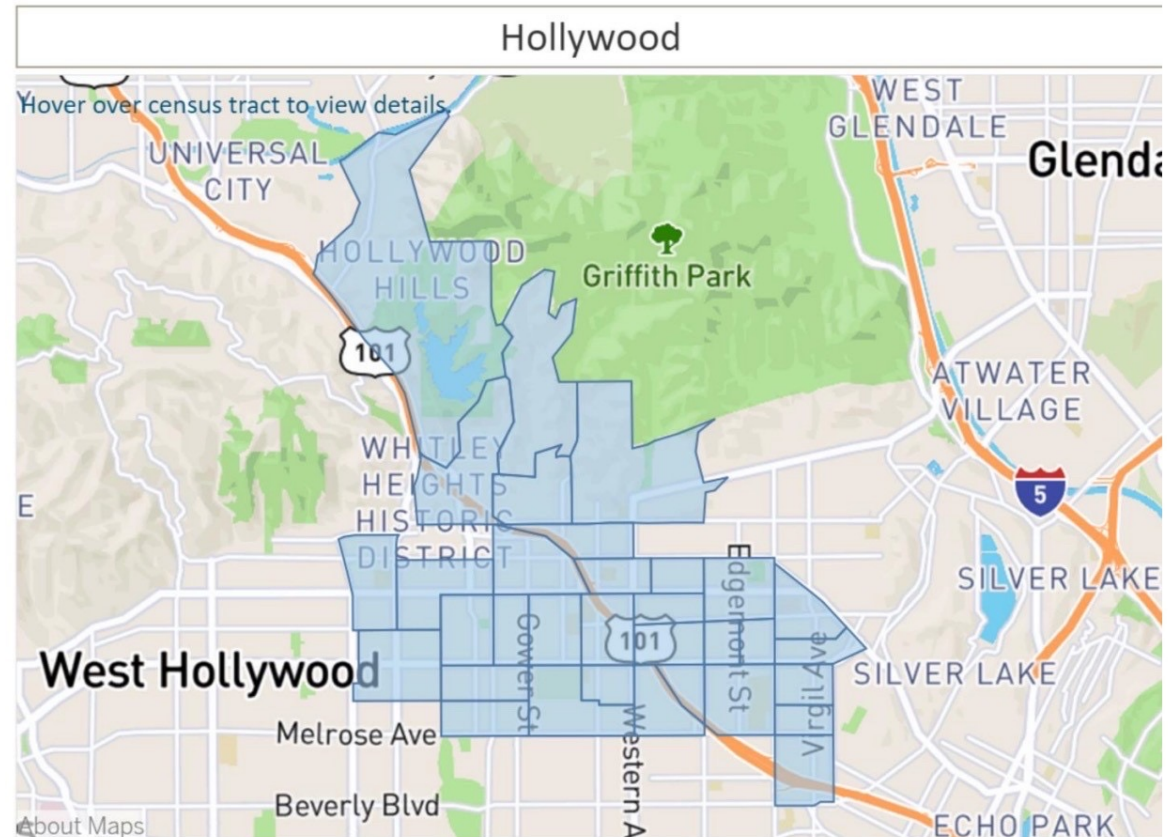 Hollywood
Hover over census tract to view details.
WEST
GLENDALE
Glenda
UNIVERSAL
CITY
HOLLYWOOD
HILLS
Griffith Park
101
ATWATER
VILLAGE
WHITLEY
HEIGHTS
HISTORIC
DISTRICT
E
5
Edgemont St
SILVER LAKE
Gower St
101
Virgil Ave
West Hollywood
SILVER LAKE
Melrose Ave
Western A
Beverly Blvd
ECHO PARK
About Maps